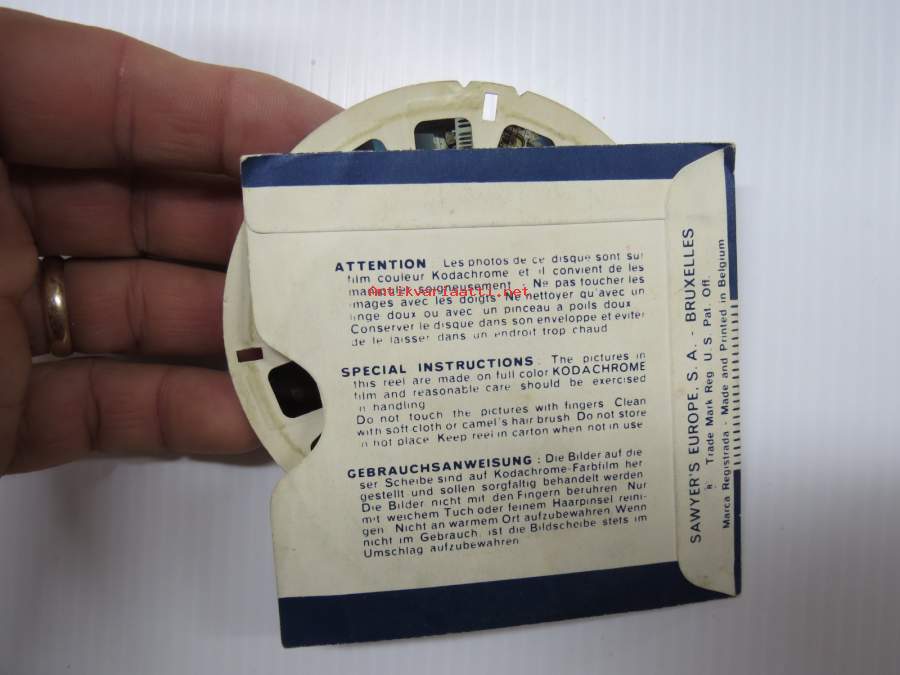 ATTENTION : Les photos de ce disque sont sur
film couleur Kodachrome et il convient de les
manipuler soigneusement. Ne pas toucher les
images avec les doigts. Ne nettoyer qu'avec un
linge doux ou avec un pinceau à poils doux
Conserver le disque dans son enveloppe et éviter
de le laisser dans un endroit trop chaud
SPECIAL INSTRUCTIONS : The pictures in
this reel are made on full color KODACHROME
film and reasonable care should be exercised
in handling
Do not touch the pictures with fingers. Clean
with soft cloth or camel's hair brush. Do not store
in hot place. Keep reel in carton when not in use
GEBRAUCHSANWEISUNG : Die Bilder auf die
ser Scheibe sind auf Kodachrome-Farbfilm her
gestellt und sollen sorgfältig behandelt werden
Die Bilder nicht mit den Fingern berühren. Nur
mit weichem Tuch oder feinem Haarpinsel reini-
gen. Nicht an warmem Ort aufzubewahren. Wenn
nicht im Gebrauch, ist die Bildscheibe stets im
Umschlag aufzubewahren
SAWYER'S EUROPE, S. A. - BRUXELLES
Trade Mark Reg U. S. Pat. Off.
Marca Registrada - Made and Printed in Belgium
Antikvariaatti.net